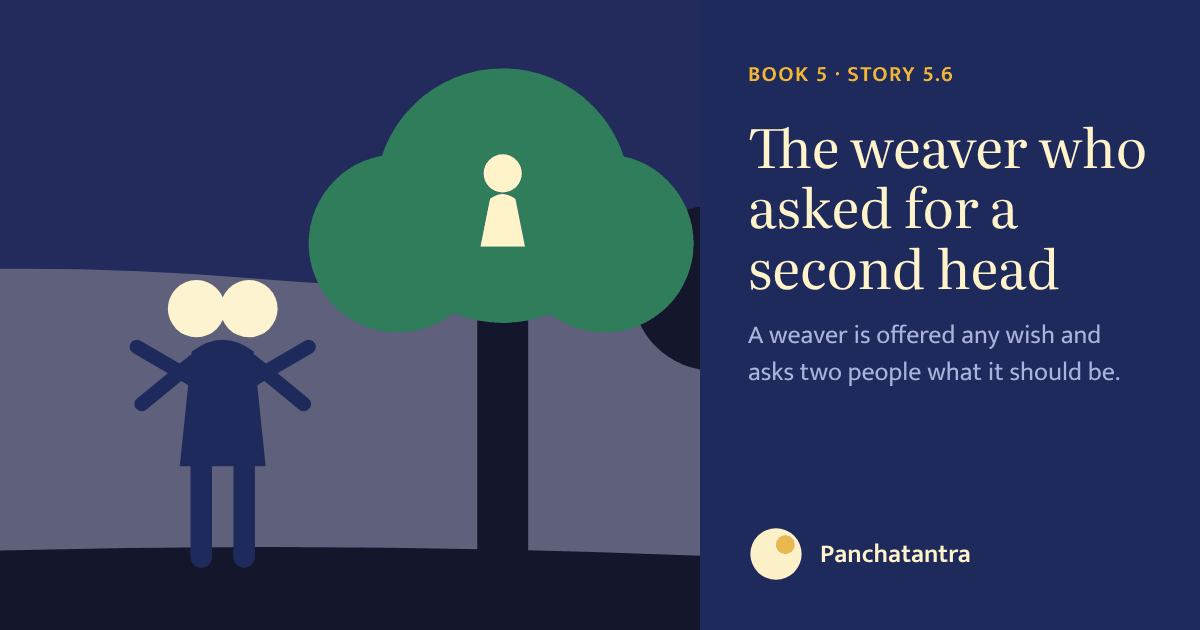 BOOK 5 · STORY 5.6
The weaver who
asked for a
second head
A weaver is offered any wish and
asks two people what it should be.
Panchatantra